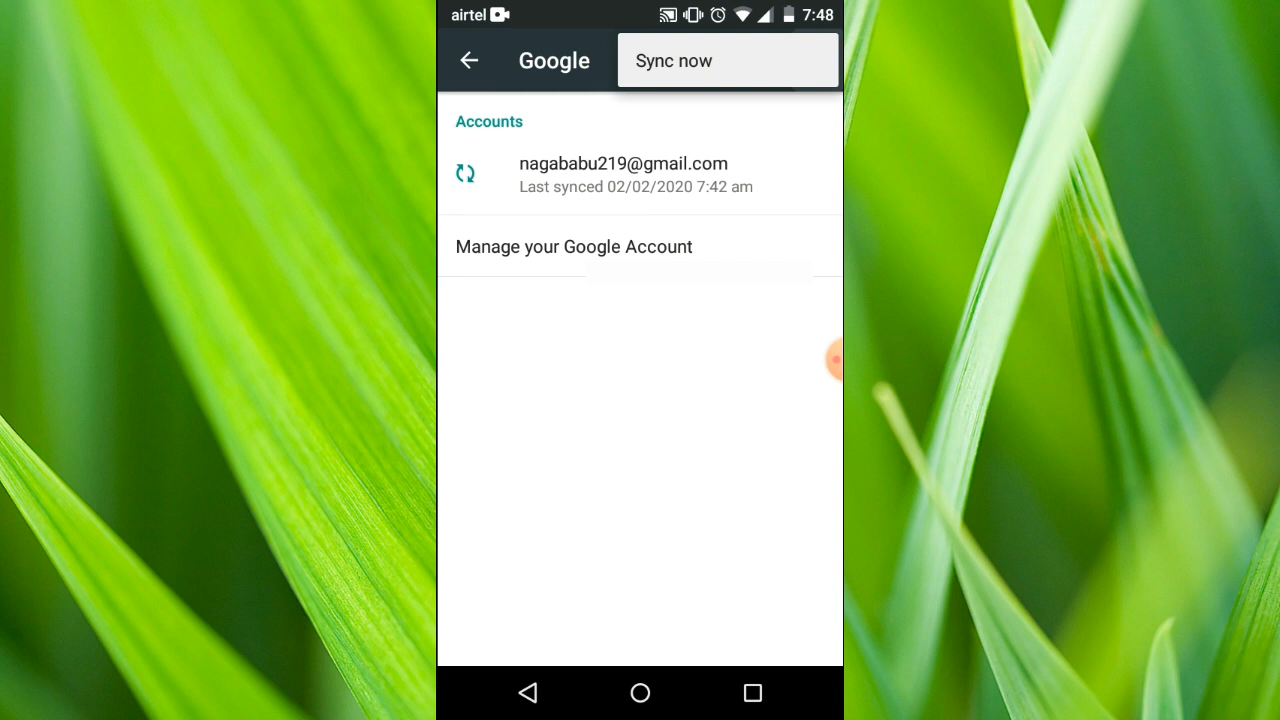 airtel 7:48
Google Sync now
Accounts
nagababu219@gmail.com
Last synced 02/02/2020 7:42 am
Manage your Google Account